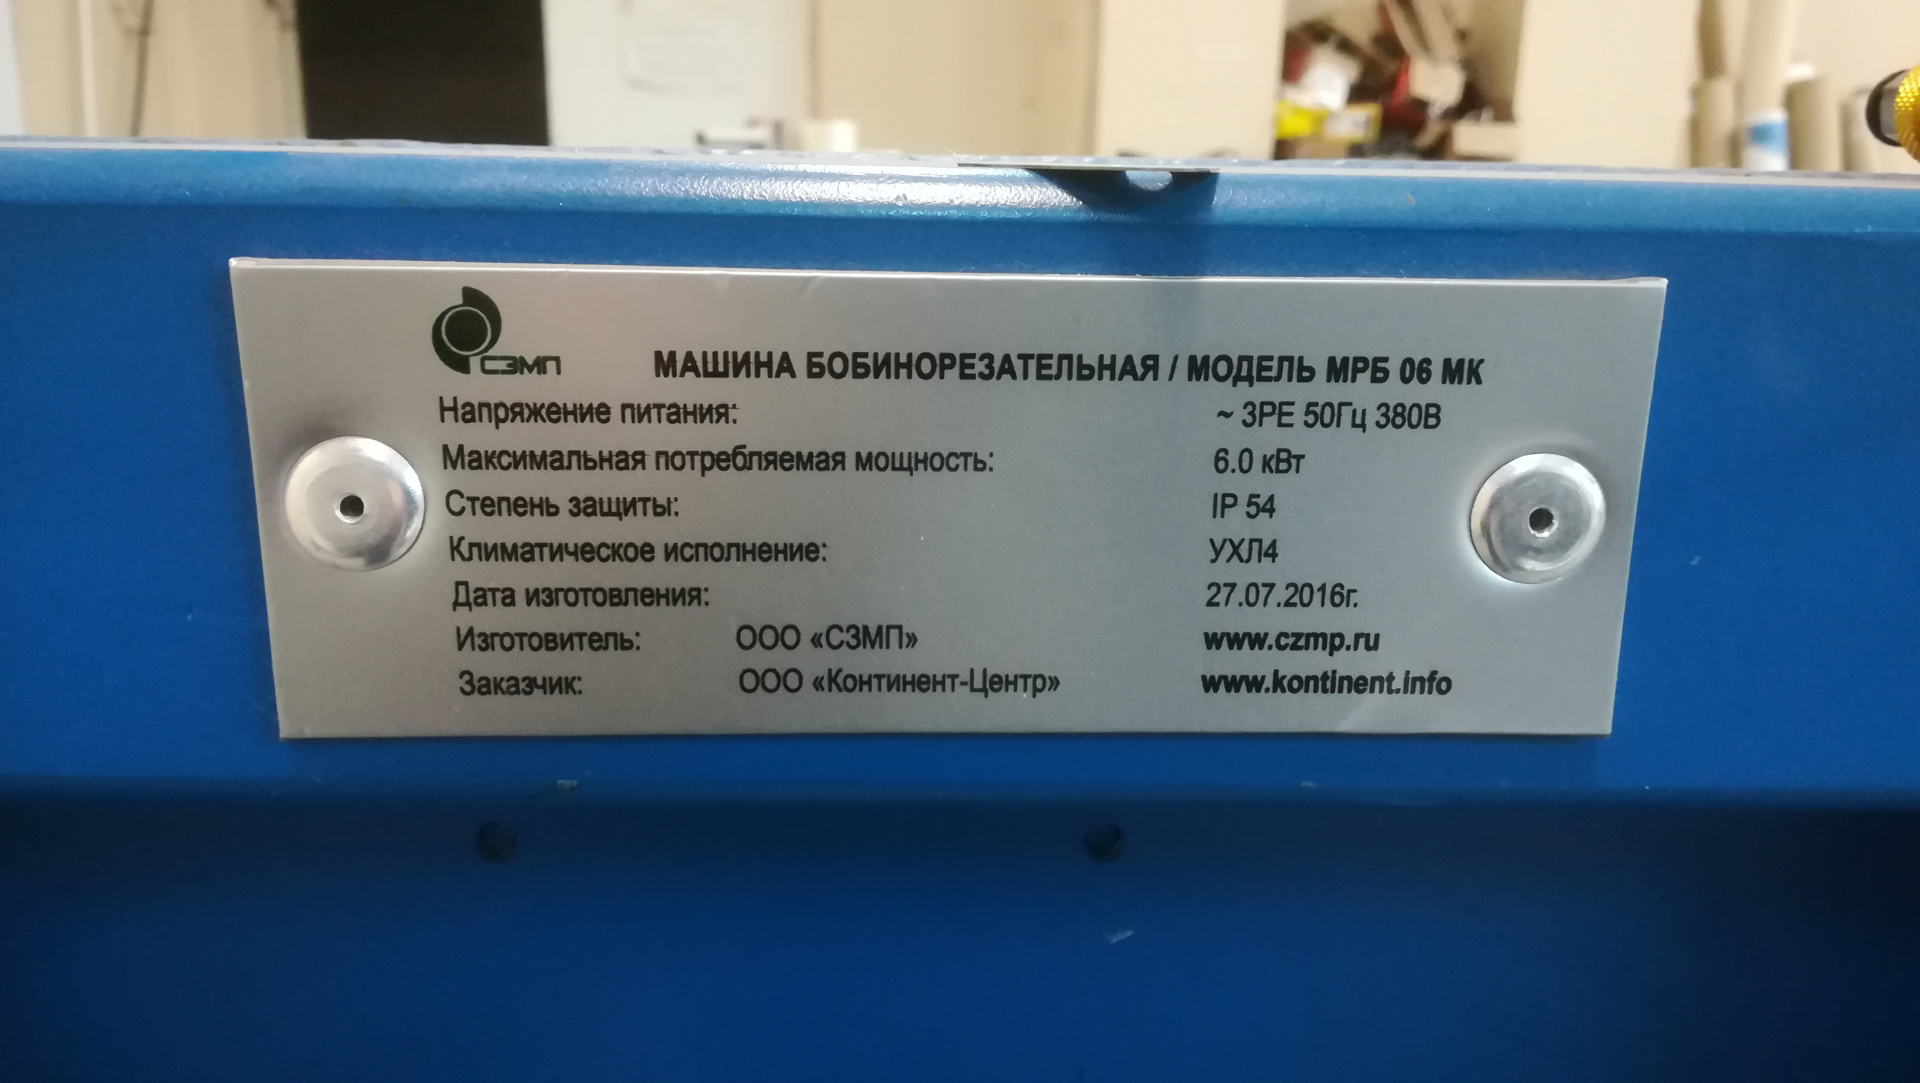 СЗМП
МАШИНА БОБИНОРЕЗАТЕЛЬНАЯ / МОДЕЛЬ МРБ 06 МК
Напряжение питания: ~ 3РЕ 50Гц 380В
Максимальная потребляемая мощность: 6.0 кВт
Степень защиты: IP 54
Климатическое исполнение: УХЛ4
Дата изготовления: 27.07.2016г.
Изготовитель: ООО «СЗМП» www.czmp.ru
Заказчик: ООО «Континент-Центр» www.kontinent.info